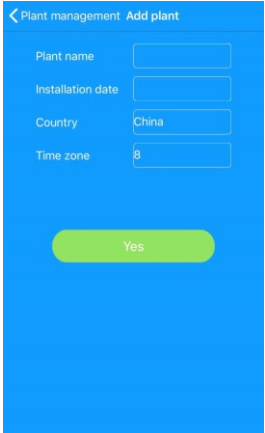 Plant management Add plant
Plant name
Installation date
Country China
Time zone 8
Yes